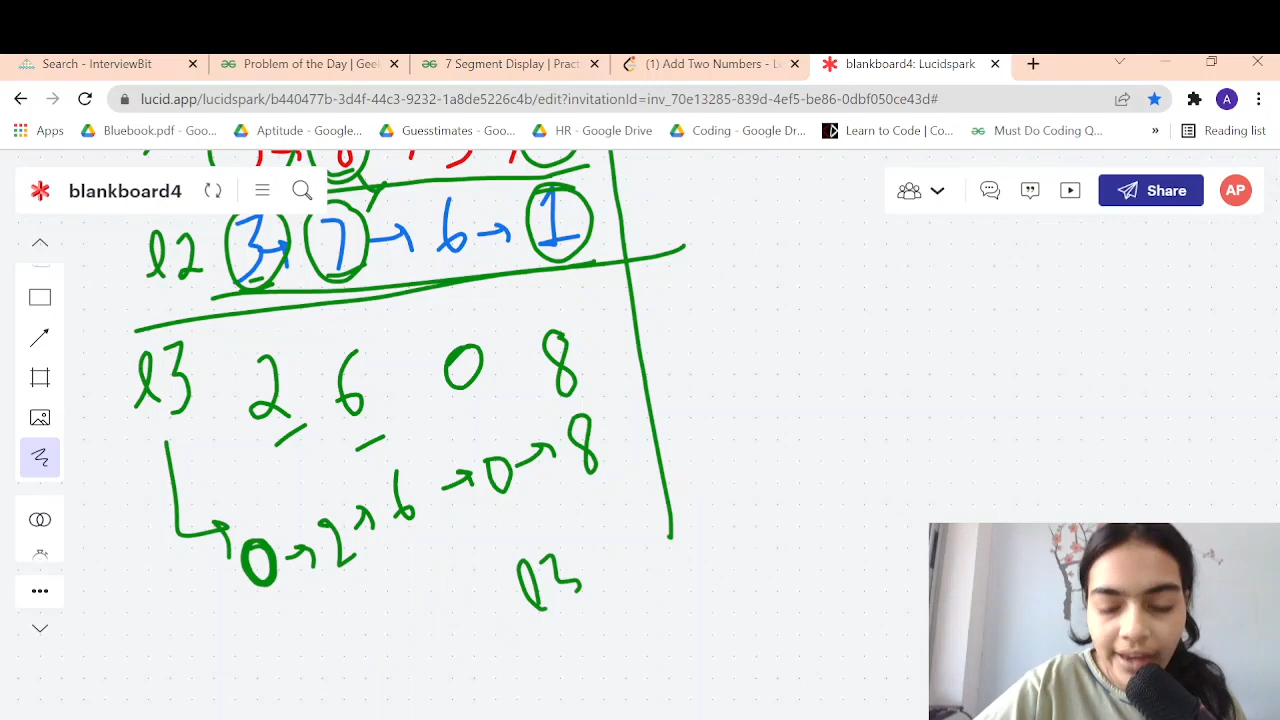 Search - InterviewBit
Problem of the Day | Geek
7 Segment Display | Pract
(1) Add Two Numbers - Le
blankboard4: Lucidspark
lucid.app/lucidspark/b440477b-3d4f-44c3-9232-1a8de5226c4b/edit?invitationId=inv_70e13285-839d-4ef5-be86-0dbf050ce43d#
A
Apps
Bluebook.pdf - Goo...
Aptitude - Google...
Guesstimates - Goo...
HR - Google Drive
Coding - Google Dr...
Learn to Code | Co...
Must Do Coding Q...
»
Reading list
blankboard4
Share
AP
l2 3 → 7 → 6 → 1
l3 2 6 0 8
0 → 2 → 6 → 0 → 8
l3